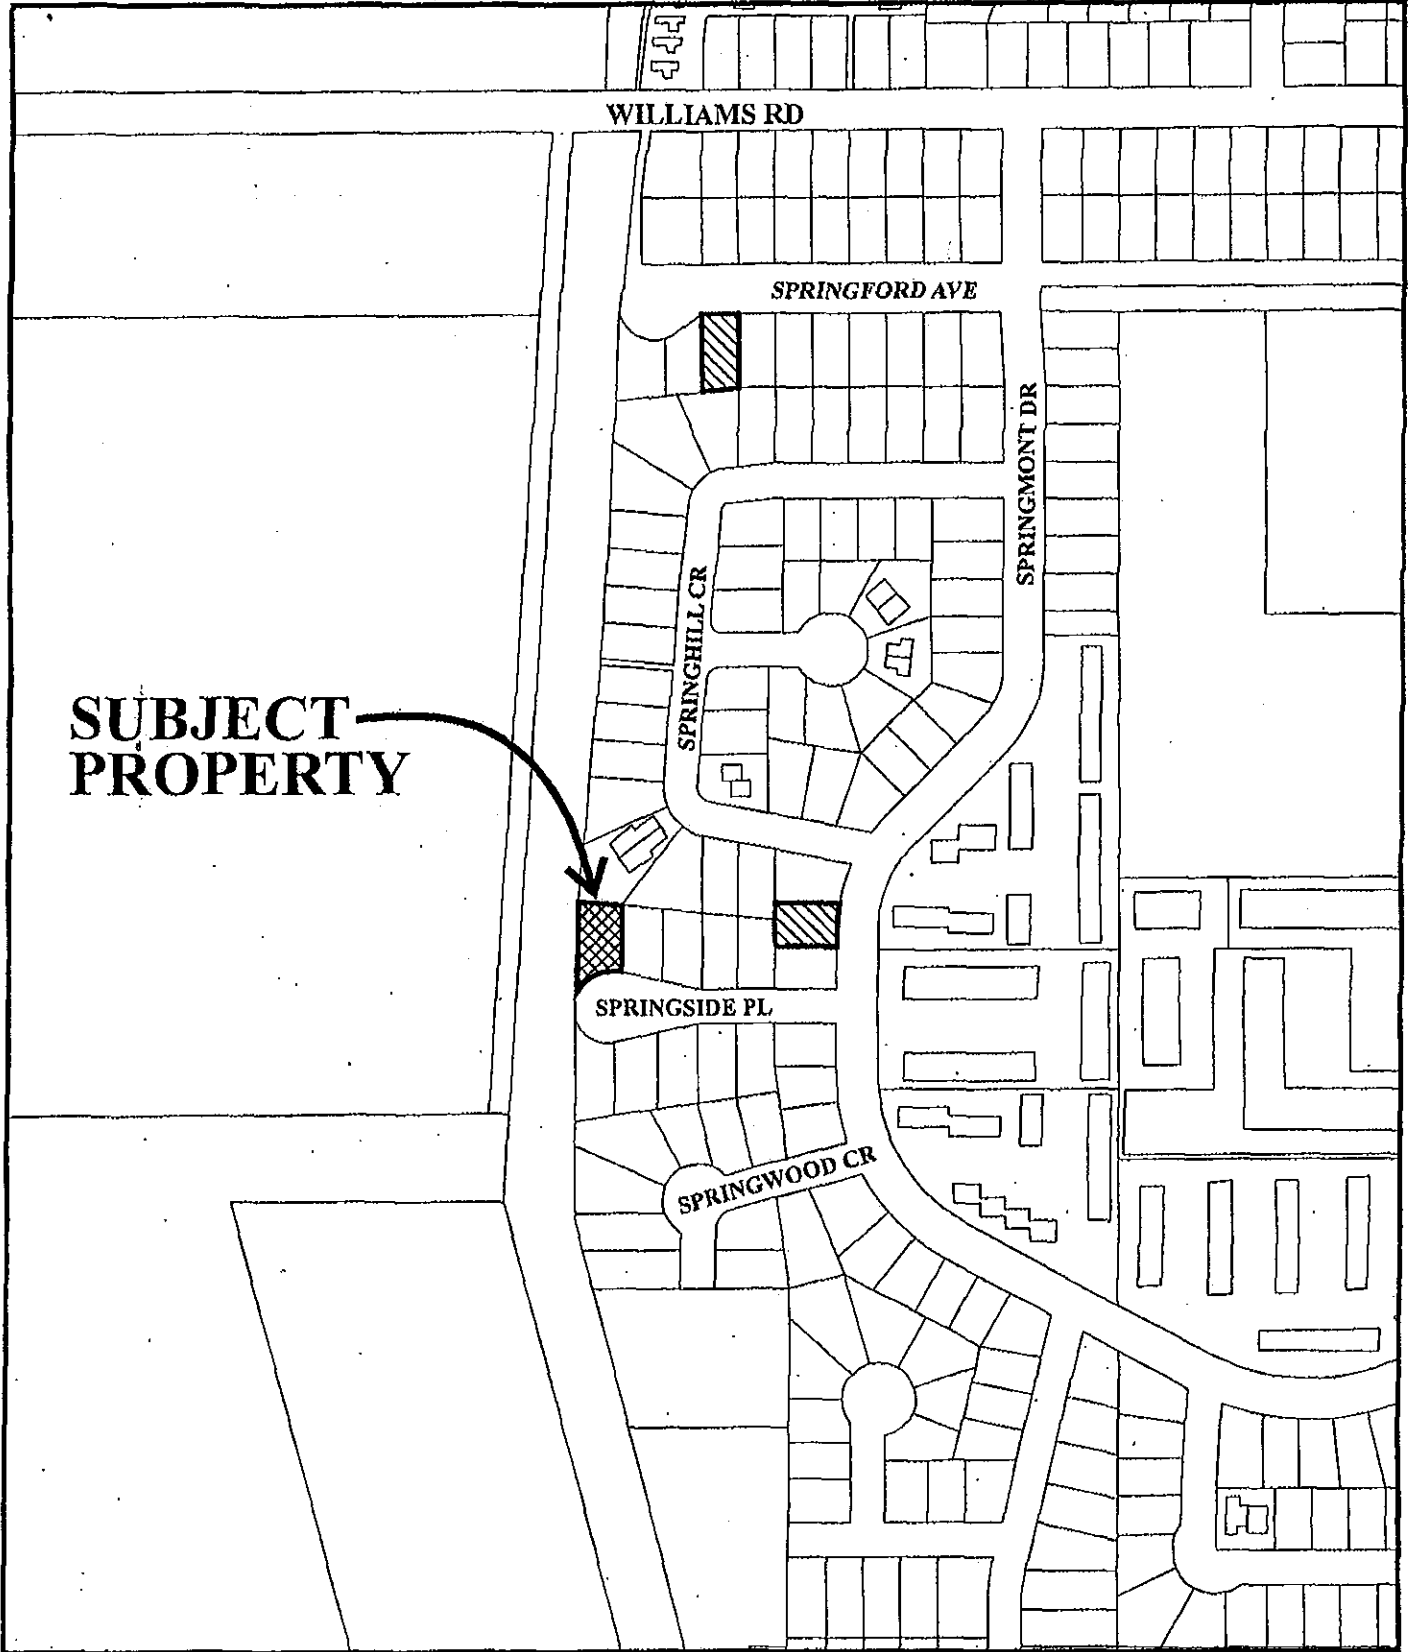 WILLIAMS RD
SPRINGFORD AVE
SPRINGMONT DR
SPRINGHILL CR
SUBJECT
PROPERTY
SPRINGSIDE PL
SPRINGWOOD CR